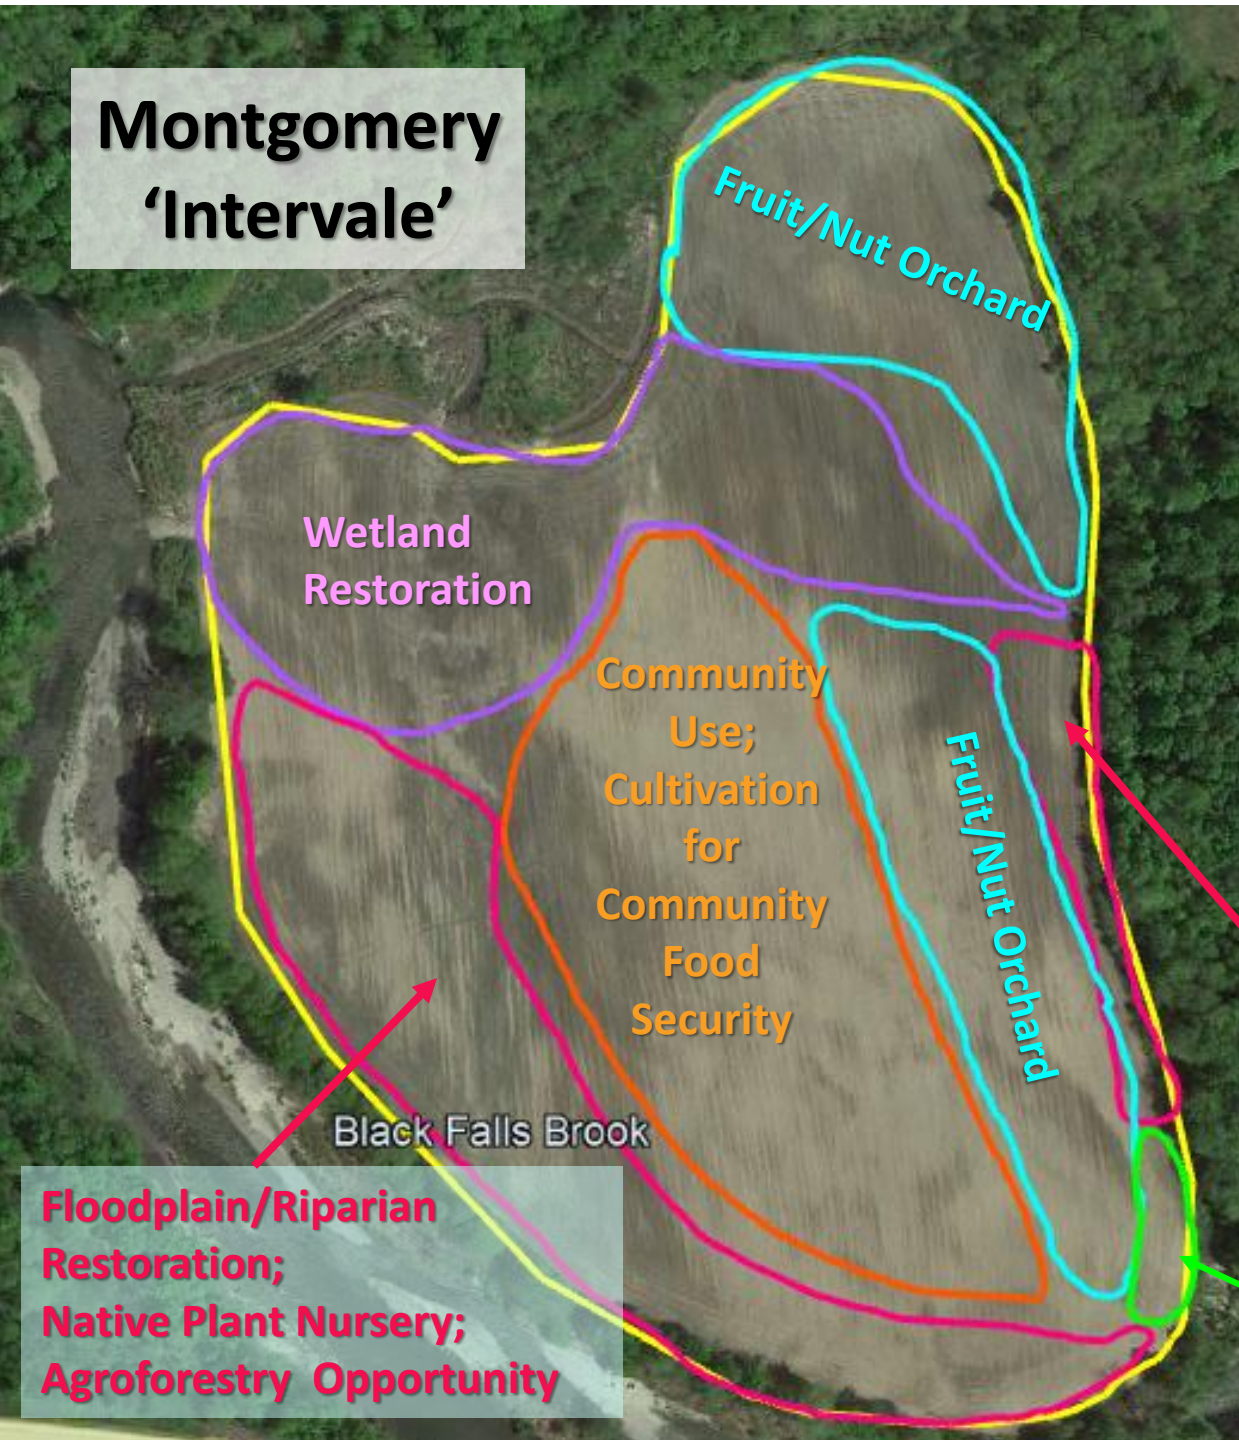 Montgomery
‘Intervale’
Fruit/Nut Orchard
Wetland
Restoration
Community
Use;
Cultivation
for
Community
Food
Security
Fruit/Nut Orchard
Black Falls Brook
Floodplain/Riparian
Restoration;
Native Plant Nursery;
Agroforestry  Opportunity